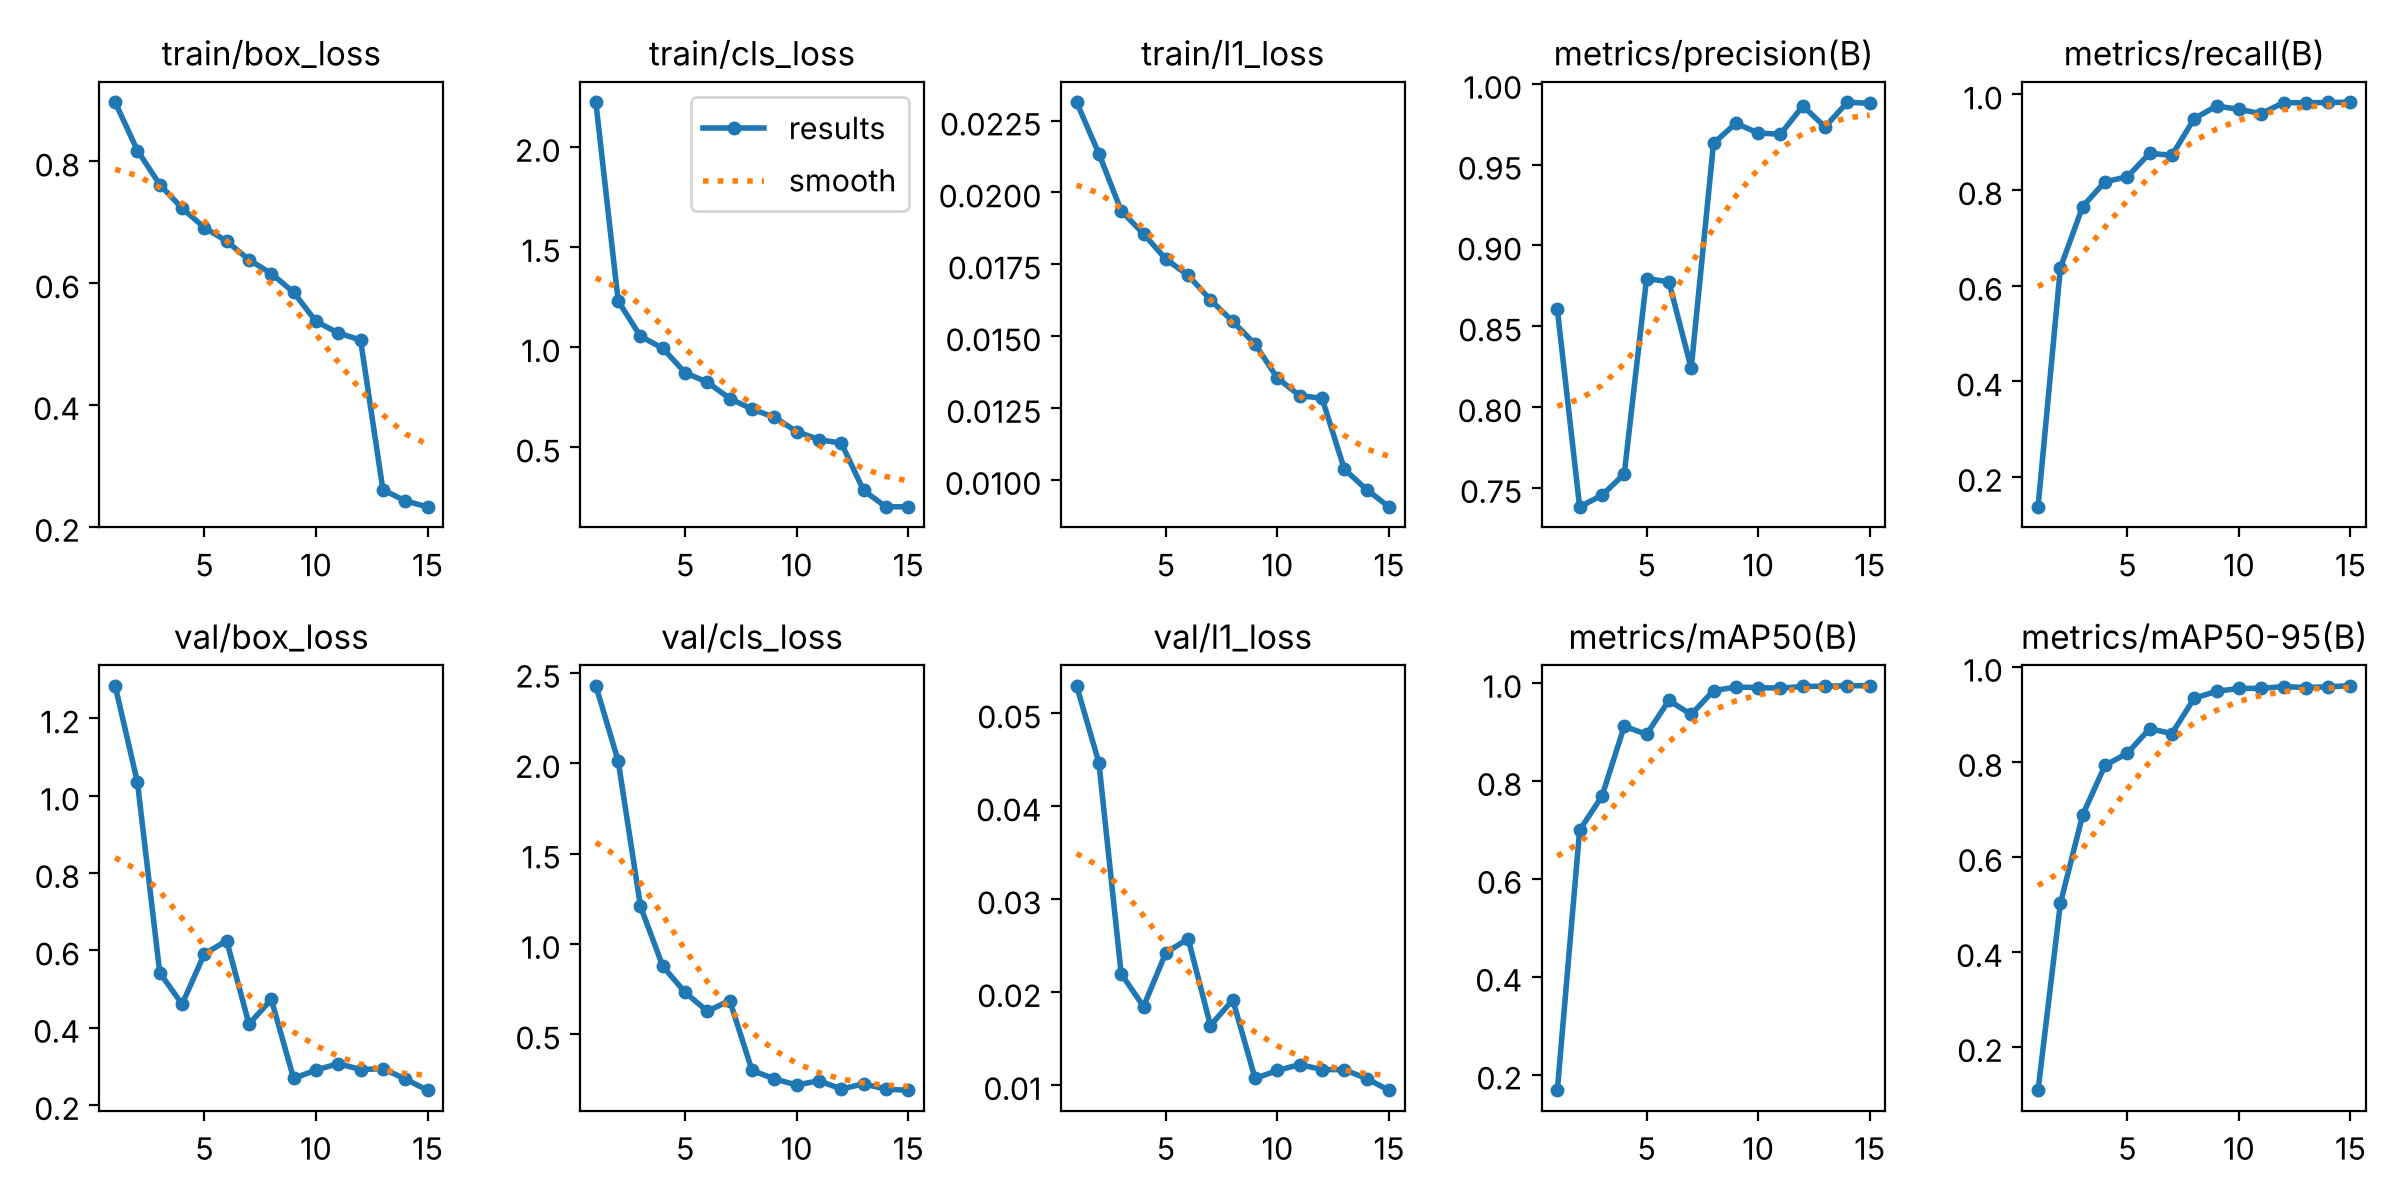 train/box_loss
0.8
0.6
0.4
0.2
5 10 15
train/cls_loss
results
smooth
2.0
1.5
1.0
0.5
5 10 15
train/l1_loss
0.0225
0.0200
0.0175
0.0150
0.0125
0.0100
5 10 15
metrics/precision(B)
1.00
0.95
0.90
0.85
0.80
0.75
5 10 15
metrics/recall(B)
1.0
0.8
0.6
0.4
0.2
5 10 15
val/box_loss
1.2
1.0
0.8
0.6
0.4
0.2
5 10 15
val/cls_loss
2.5
2.0
1.5
1.0
0.5
5 10 15
val/l1_loss
0.05
0.04
0.03
0.02
0.01
5 10 15
metrics/mAP50(B)
1.0
0.8
0.6
0.4
0.2
5 10 15
metrics/mAP50-95(B)
1.0
0.8
0.6
0.4
0.2
5 10 15